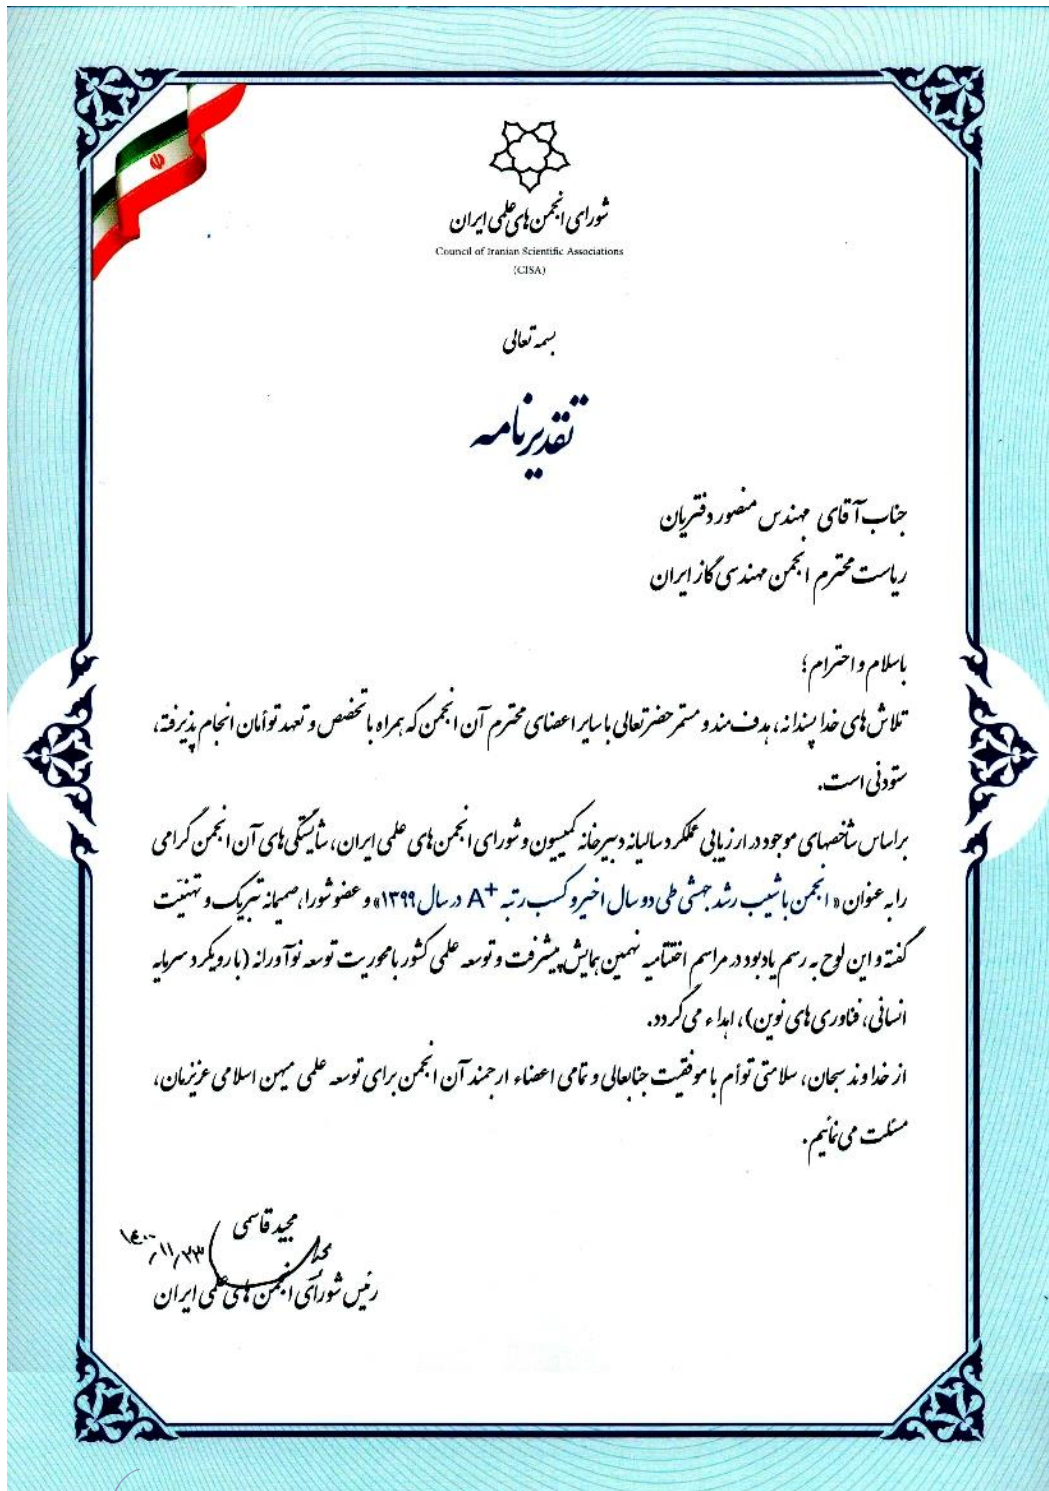 شورای انجمن های علمی ایران
Council of Iranian Scientific Associations
(CISA)
بسمه تعالی
تقدیرنامه
جناب آقای مهندس منصور دفتریان
ریاست محترم انجمن مهندسی گاز ایران
باسلام و احترام؛
تلاش های خداپسندانه، هدف مند و مستمر حضرتعالی با سایر اعضای محترم آن انجمن که همراه با تخصص و تعهد توأمان انجام پذیرفته،
ستودنی است.
براساس شاخصهای موجود در ارزیابی عملکرد سالیانه دبیرخانه کمیسیون و شورای انجمن های علمی ایران، شایستگی های آن انجمن گرامی
را به عنوان «انجمن با شیب رشد جهشی طی دو سال اخیر و کسب رتبه A+ در سال ۱۳۹۹» و عضو شورا، صمیمانه تبریک و تهنیّت
گفته و این لوح به رسم یادبود در مراسم اختتامیه نهمین همایش پیشرفت و توسعه علمی کشور بامحوریت توسعه نوآورانه (با رویکرد سرمایه
انسانی، فناوری های نوین)، اهداء می گردد.
از خداوند سبحان، سلامتی توأم با موفقیت جنابعالی و تمامی اعضاء ارجمند آن انجمن برای توسعه علمی میهن اسلامی عزیزمان،
مسئلت می نمائیم.
مجید قاسمی
۱۴۰۰/۱۱/۲۳
رئیس شورای انجمن های علمی ایران